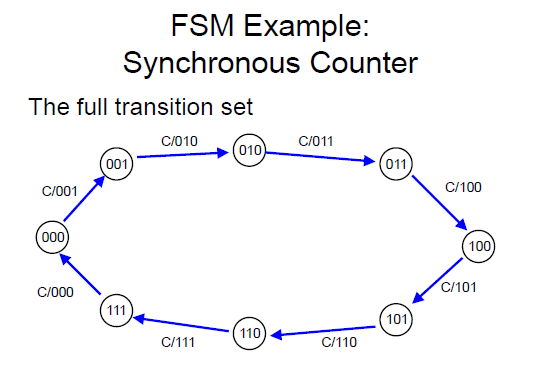 FSM Example:
Synchronous Counter
The full transition set
C/010
C/011
001
010
011
C/001
C/100
000
100
C/000
C/101
111
110
101
C/111
C/110